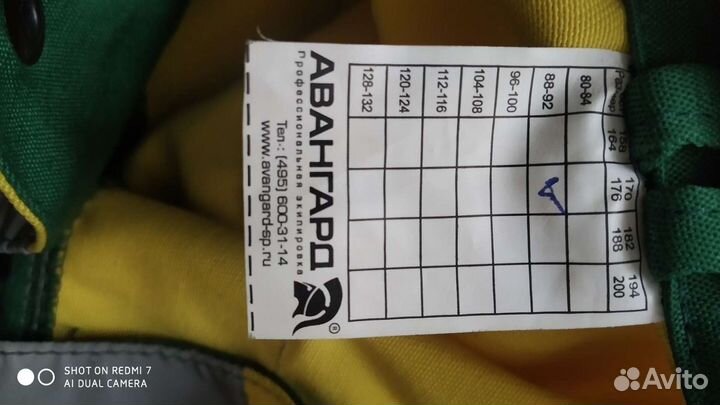 АВАНГАРД®
Профессиональная экипировка
Тел.: (495) 600-31-14
www.avangard-sp.ru
Размер 158 164 170 176 182 188 194 200
80-84
88-92
96-100
104-108
112-116
120-124
128-132
SHOT ON REDMI 7
AI DUAL CAMERA
Avito